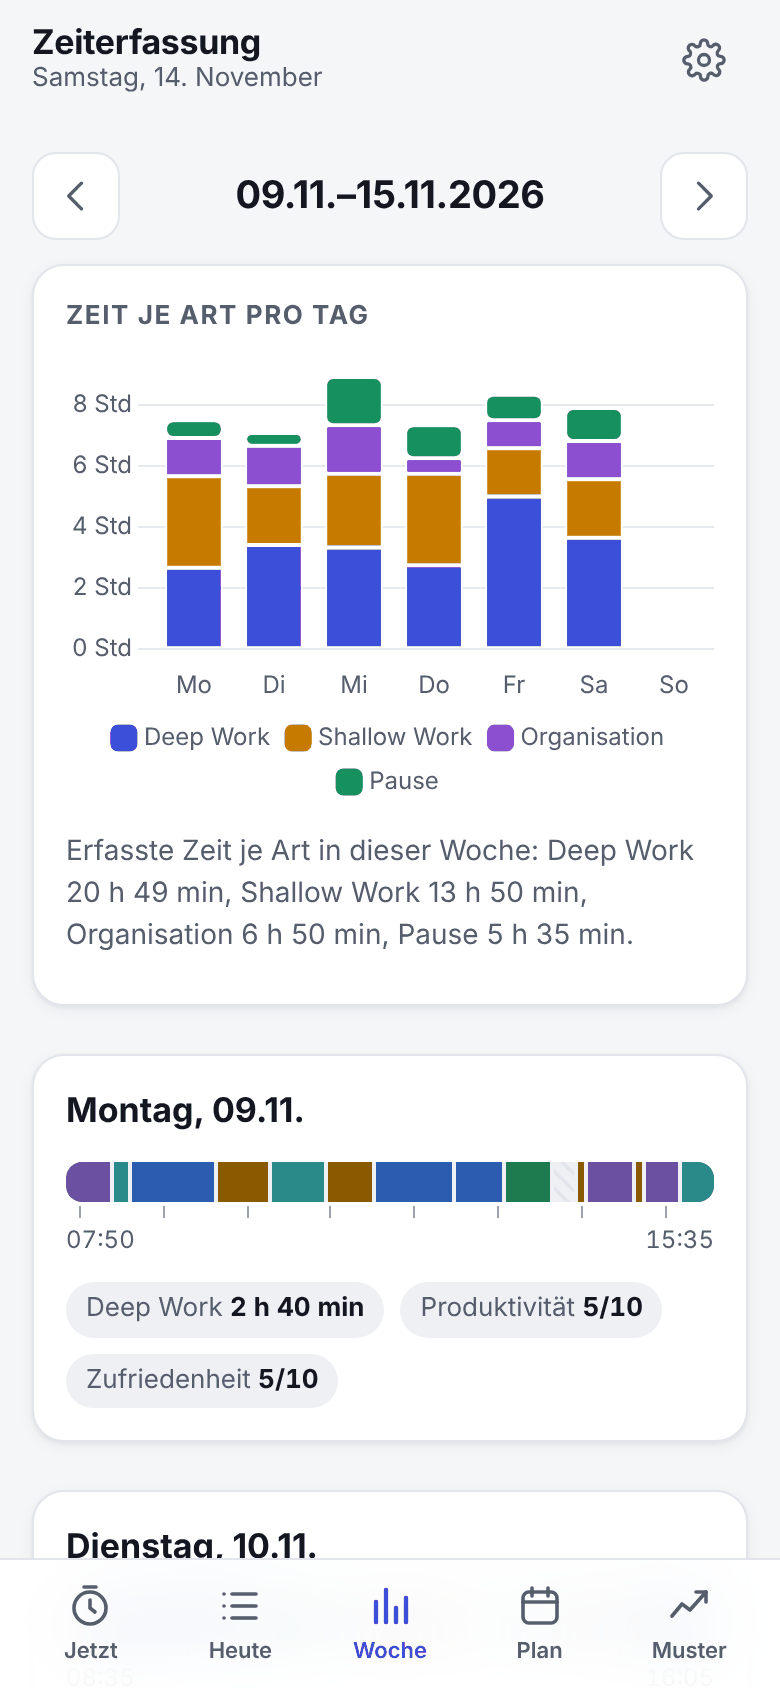 Zeiterfassung
Samstag, 14. November
09.11.–15.11.2026
ZEIT JE ART PRO TAG
8 Std
6 Std
4 Std
2 Std
0 Std
Mo Di Mi Do Fr Sa So
Deep Work Shallow Work Organisation
Pause
Erfasste Zeit je Art in dieser Woche: Deep Work
20 h 49 min, Shallow Work 13 h 50 min,
Organisation 6 h 50 min, Pause 5 h 35 min.
Montag, 09.11.
07:50 15:35
Deep Work 2 h 40 min Produktivität 5/10
Zufriedenheit 5/10
Dienstag, 10.11.
Jetzt Heute Woche Plan Muster
08:35 16:05